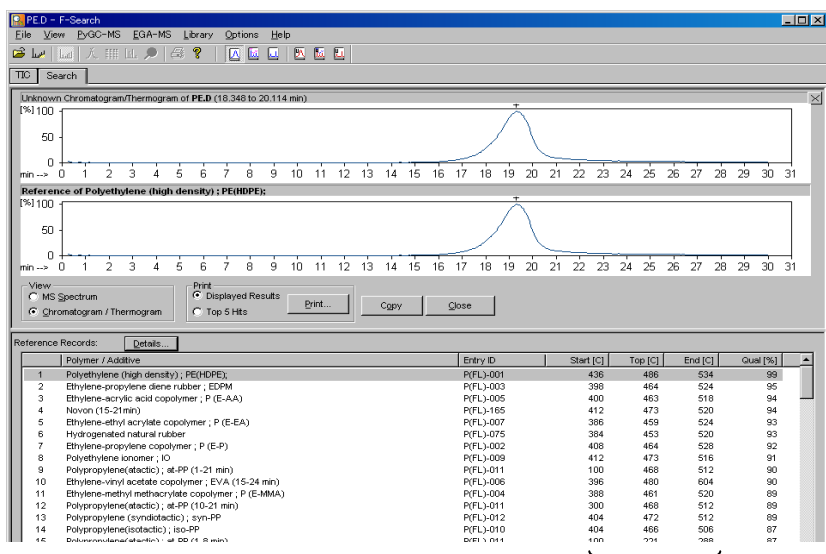 PE.D - F-Search
File View PyGC-MS EGA-MS Library Options Help
TIC Search
Unknown Chromatogram/Thermogram of PE.D (18.348 to 20.114 min)
[%]100
50
0
min --> 0 1 2 3 4 5 6 7 8 9 10 11 12 13 14 15 16 17 18 19 20 21 22 23 24 25 26 27 28 29 30 31
Reference of Polyethylene (high density) ; PE(HDPE);
[%]100
50
0
min --> 0 1 2 3 4 5 6 7 8 9 10 11 12 13 14 15 16 17 18 19 20 21 22 23 24 25 26 27 28 29 30 31
View Print
MS Spectrum Displayed Results Print... Copy Close
Chromatogram / Thermogram Top 5 Hits
Reference Records: Details...
Polymer / Additive Entry ID Start [C] Top [C] End [C] Qual [%]
1 Polyethylene (high density) ; PE(HDPE); P(FL)-001 436 486 534 99
2 Ethylene-propylene diene rubber ; EDPM P(FL)-003 398 464 524 95
3 Ethylene-acrylic acid copolymer ; P (E-AA) P(FL)-005 400 463 518 94
4 Novon (15-21min) P(FL)-165 412 473 520 94
5 Ethylene-ethyl acrylate copolymer ; P (E-EA) P(FL)-007 386 459 524 93
6 Hydrogenated natural rubber P(FL)-075 384 453 520 93
7 Ethylene-propylene copolymer ; P (E-P) P(FL)-002 408 464 528 92
8 Polyethylene ionomer ; IO P(FL)-009 412 473 516 91
9 Polypropylene(atactic) ; at-PP (1-21 min) P(FL)-011 100 468 512 90
10 Ethylene-vinyl acetate copolymer ; EVA (15-24 min) P(FL)-006 396 480 604 90
11 Ethylene-methyl methacrylate copolymer ; P (E-MMA) P(FL)-004 388 461 520 89
12 Polypropylene(atactic) ; at-PP (10-21 min) P(FL)-011 300 468 512 89
13 Polypropylene (syndiotactic) ; syn-PP P(FL)-012 404 472 512 89
14 Polypropylene(isotactic) ; iso-PP P(FL)-010 404 466 506 87
15 Polypropylene(atactic) ; at-PP (1-8 min) P(FL)-011 100 221 288 87